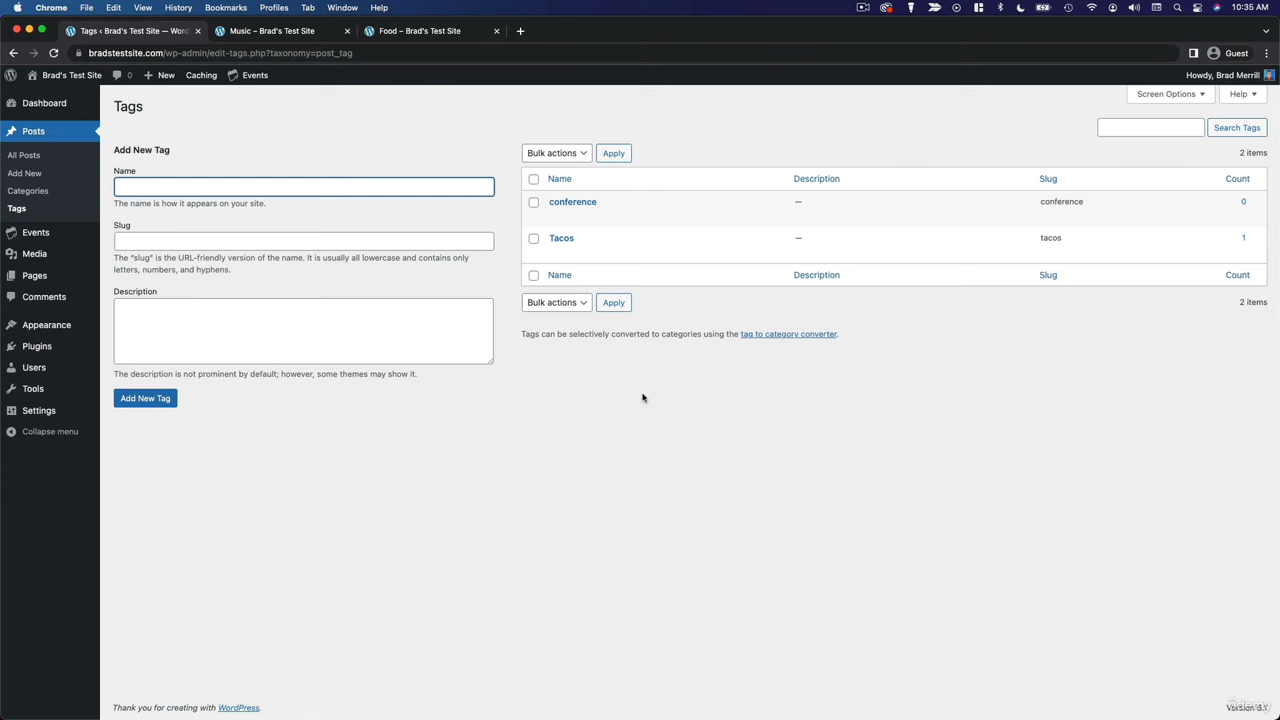 Chrome File Edit View History Bookmarks Profiles Tab Window Help 10:35 AM
Tags ‹ Brad's Test Site — Wor Music – Brad's Test Site Food – Brad's Test Site
bradstestsite.com/wp-admin/edit-tags.php?taxonomy=post_tag Guest
Brad's Test Site 0 New Caching Events Howdy, Brad Merrill
Dashboard
Posts
All Posts
Add New
Categories
Tags
Events
Media
Pages
Comments
Appearance
Plugins
Users
Tools
Settings
Collapse menu
Screen Options Help
Tags
Search Tags
Add New Tag
Name
The name is how it appears on your site.
Slug
The “slug” is the URL-friendly version of the name. It is usually all lowercase and contains only
letters, numbers, and hyphens.
Description
The description is not prominent by default; however, some themes may show it.
Add New Tag
Bulk actions Apply 2 items
Name Description Slug Count
conference — conference 0
Tacos — tacos 1
Name Description Slug Count
Bulk actions Apply 2 items
Tags can be selectively converted to categories using the tag to category converter.
Thank you for creating with WordPress. Version 6.1